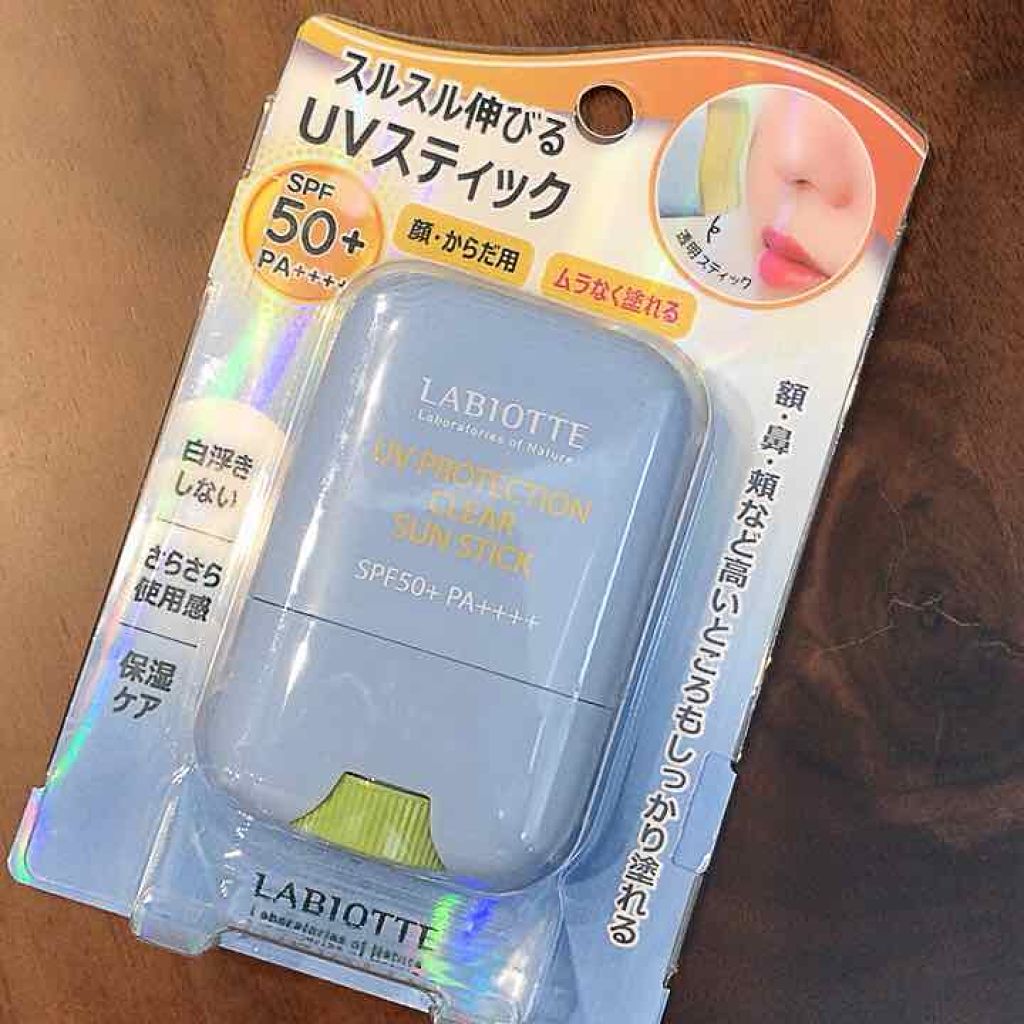 スルスル伸びる
UVスティック
SPF
50+
PA++++
顔・からだ用
ムラなく塗れる
透明スティック
額・鼻・頬など高いところもしっかり塗れる
白浮き
しない
さらさら
使用感
保湿
ケア
LABIOTTE
Laboratories of Nature
UV PROTECTION
CLEAR
SUN STICK
SPF50+ PA++++
LABIOTTE
Laboratories of Nature